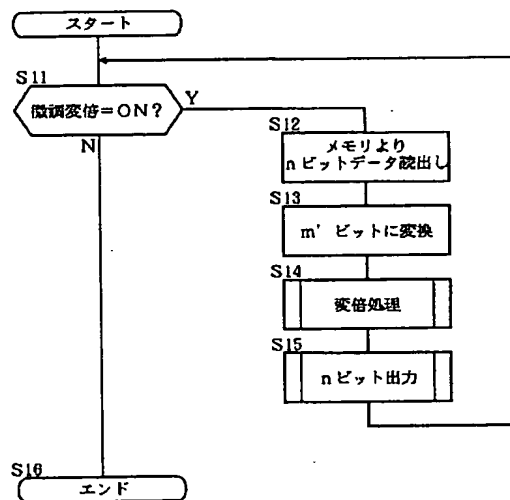 スタート
S11
微調変倍=ON?
Y
N
S12
メモリより
nビットデータ読出し
S13
m'ビットに変換
S14
変倍処理
S15
nビット出力
S16
エンド